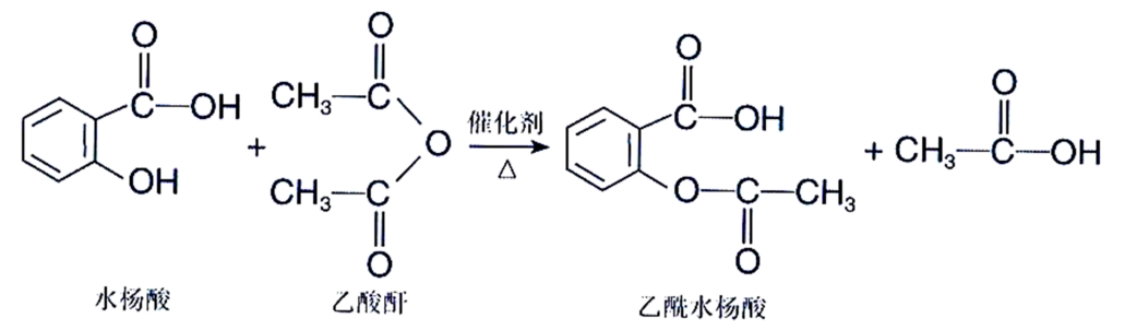 O
C—OH
OH
+
O
CH₃—C
O
CH₃—C
O
催化剂
△
O
C—OH
O—C—CH₃
O
+
O
CH₃—C—OH
水杨酸
乙酸酐
乙酰水杨酸